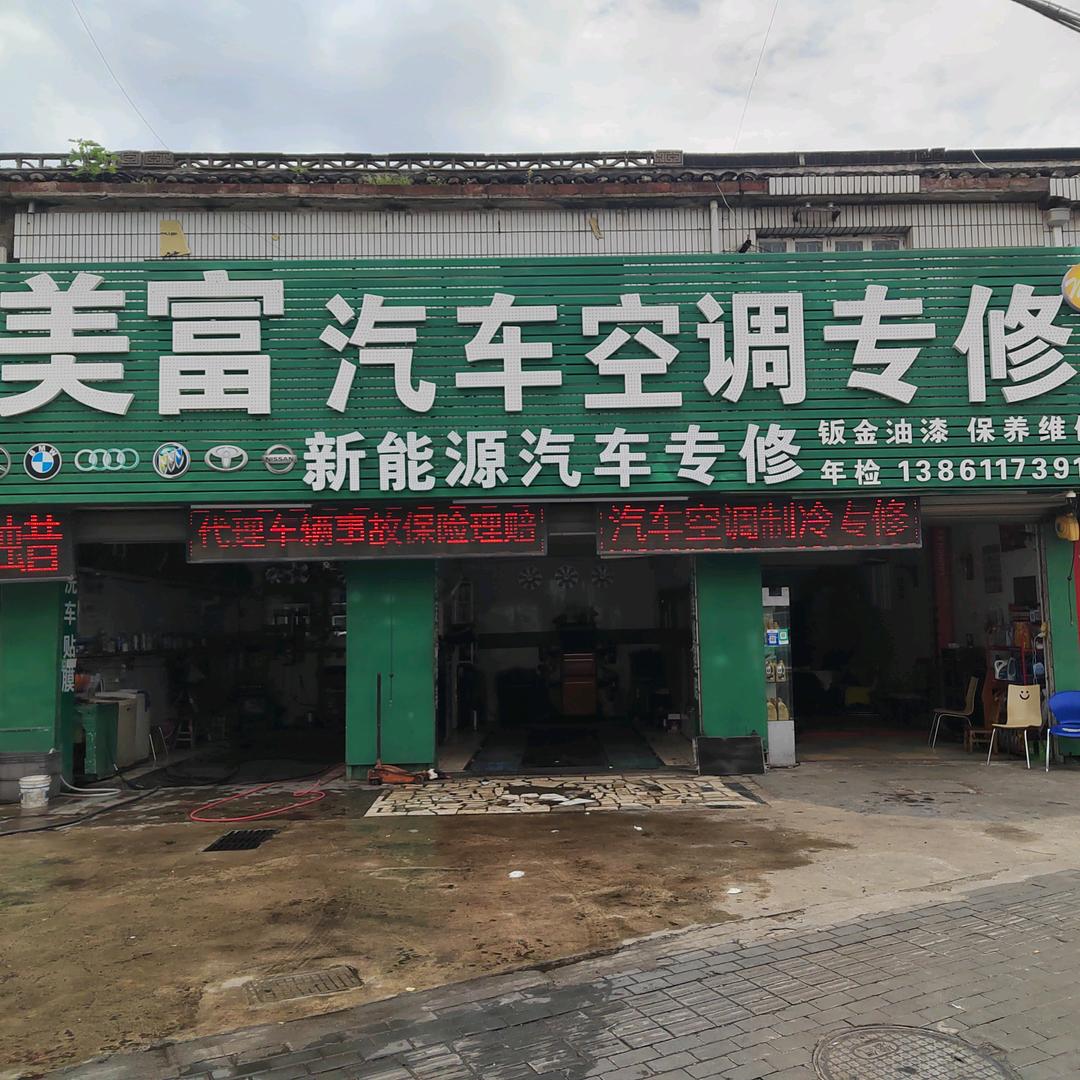 美富 汽车空调专修
新能源汽车专修
钣金油漆 保养维修
年检 1386117391
NISSAN
代理车辆事故保险理赔
汽车空调制冷专修
洗车贴膜